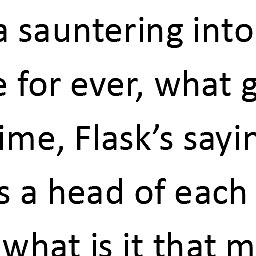 a sauntering into
e for ever, what g
ime, Flask’s sayin
s a head of each
what is it that m